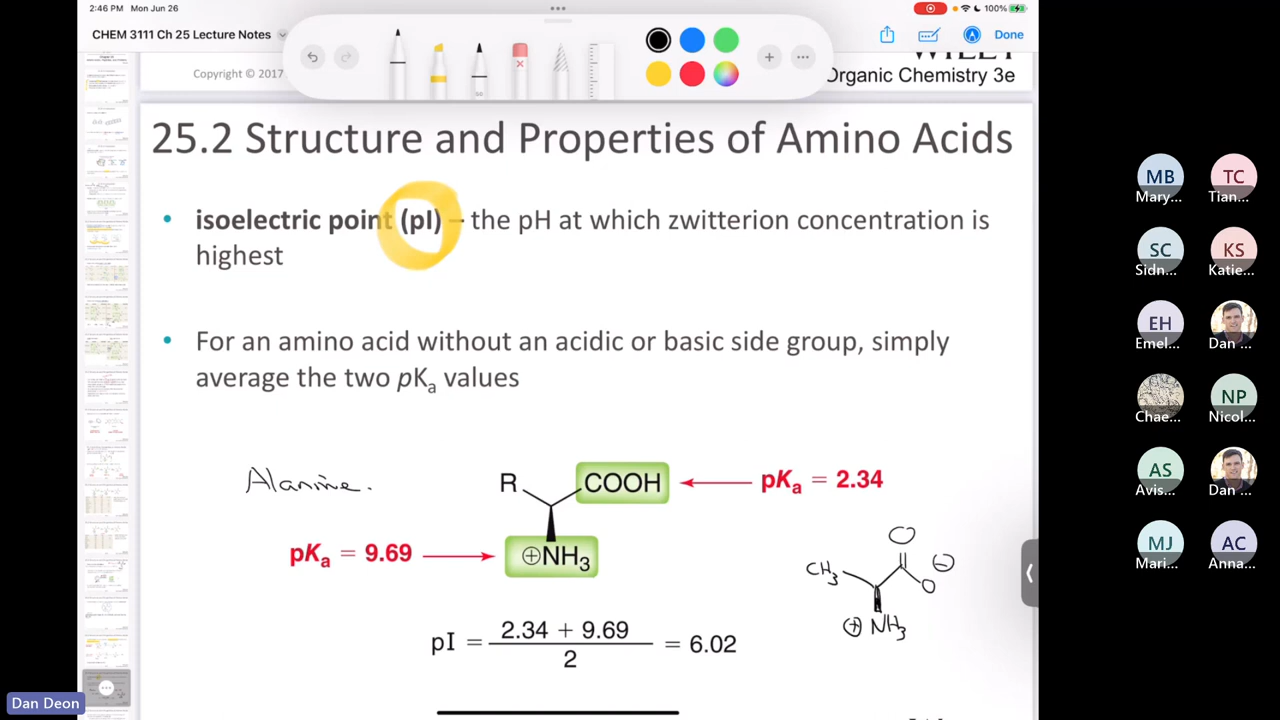 2:46 PM Mon Jun 26
100%
CHEM 3111 Ch 25 Lecture Notes
Done
Copyright © 2017
WILEY
Organic Chemistry 3e
25.2 Structure and Properties of Amino Acids
• isoelectric point (pI) – the pH at which zwitterion concentration is
highest
• For an amino acid without an acidic or basic side group, simply
average the two pKa values
Alanine.
R
COOH
pKa = 2.34
pKa = 9.69
⊕NH3
O
CH3
O
⊖
⊕ NH3
pI = 2.34 + 9.69
2
= 6.02
MB
Mary...
TC
Tian...
SC
Sidn...
KS
Katie...
EH
Emel...
Dan ...
Chae...
NP
Nicol...
AS
Avis...
Dan ...
MJ
Mari...
AC
Anna...
Dan Deon